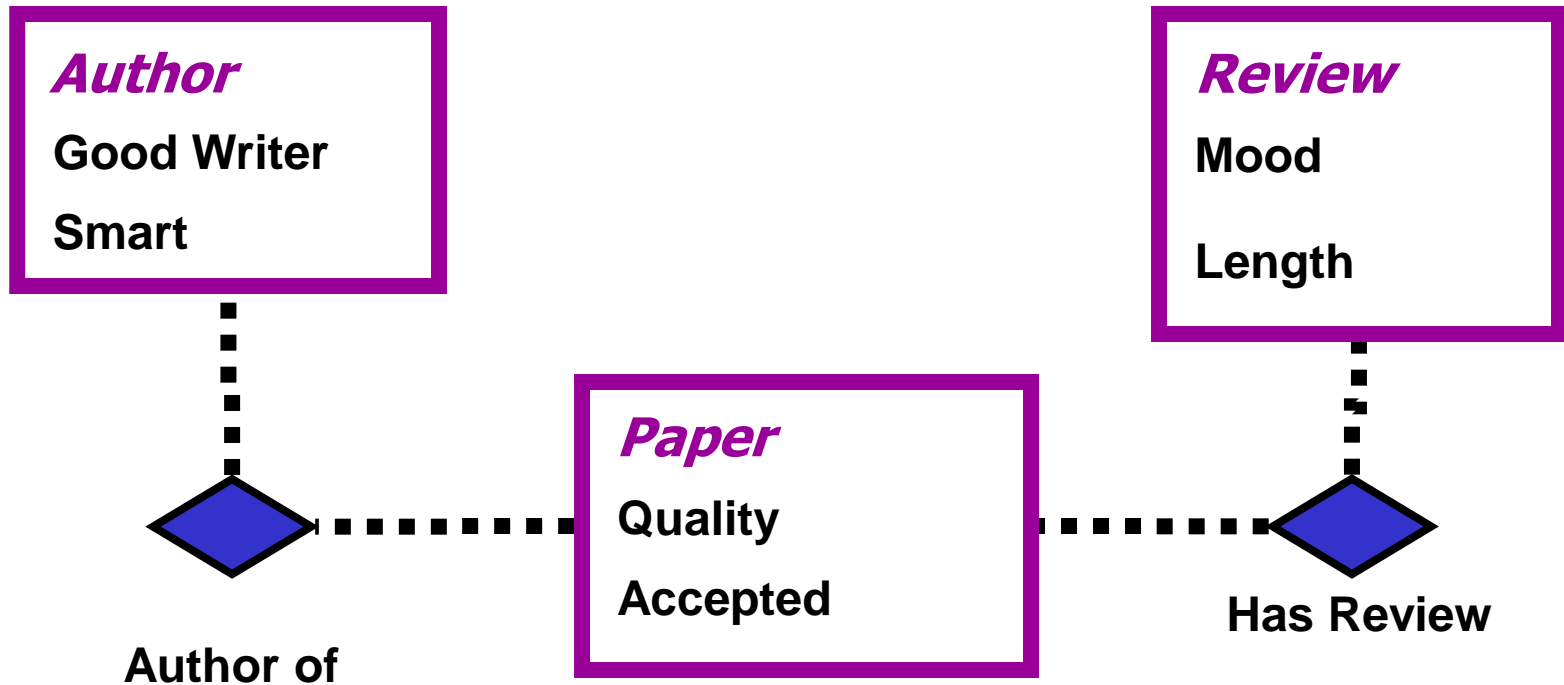 Author
Good Writer
Smart
Review
Mood
Length
Paper
Quality
Accepted
Author of
Has Review